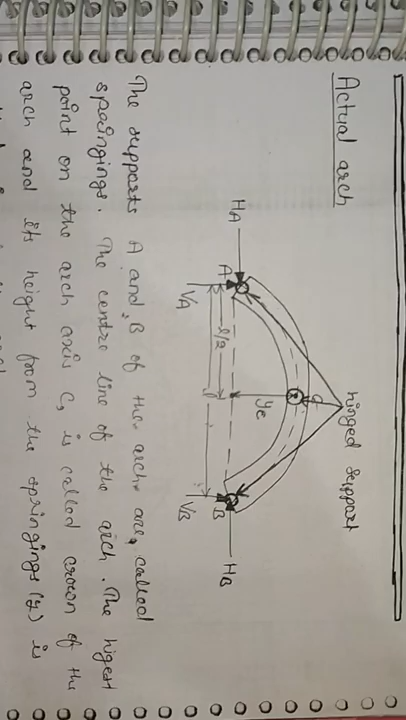 Actual arch
hinged support
C
yc
HA
A
l/2
VA
l
B
VB
HB
The supports A and B of the arch are called
springings. The centre line of the arch. The higest
point on the arch axis C, is called crown of the
arch and its height from the springings (y) is